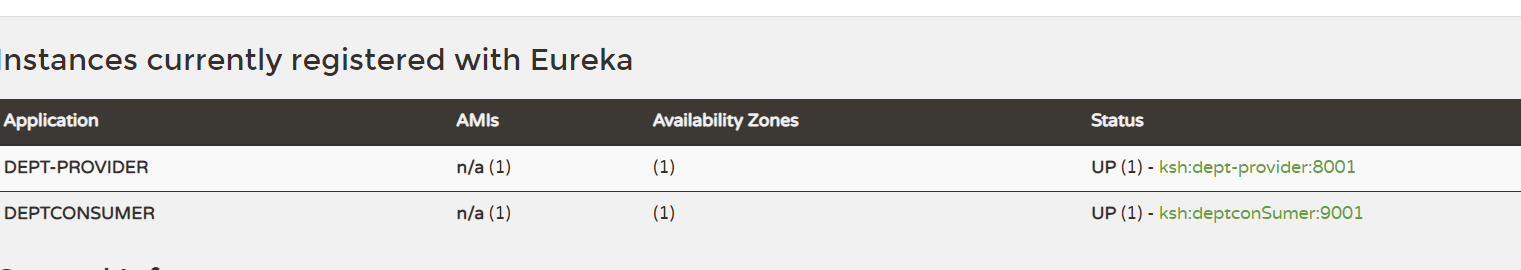 Instances currently registered with Eureka
Application AMIs Availability Zones Status
DEPT-PROVIDER n/a (1) (1) UP (1) - ksh:dept-provider:8001
DEPTCONSUMER n/a (1) (1) UP (1) - ksh:deptconSumer:9001